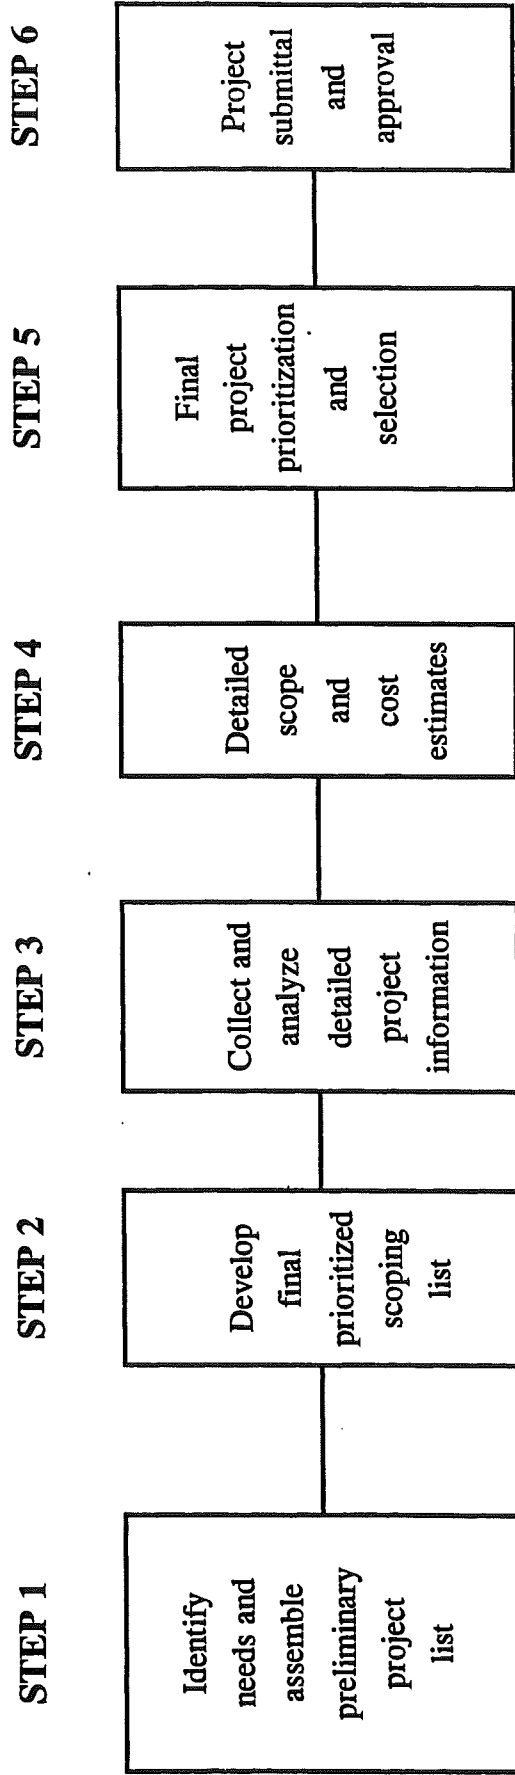 STEP 1
Identify
needs and
assemble
preliminary
project
list
STEP 2
Develop
final
prioritized
scoping
list
STEP 3
Collect and
analyze
detailed
project
information
STEP 4
Detailed
scope
and
cost
estimates
STEP 5
Final
project
prioritization
and
selection
STEP 6
Project
submittal
and
approval